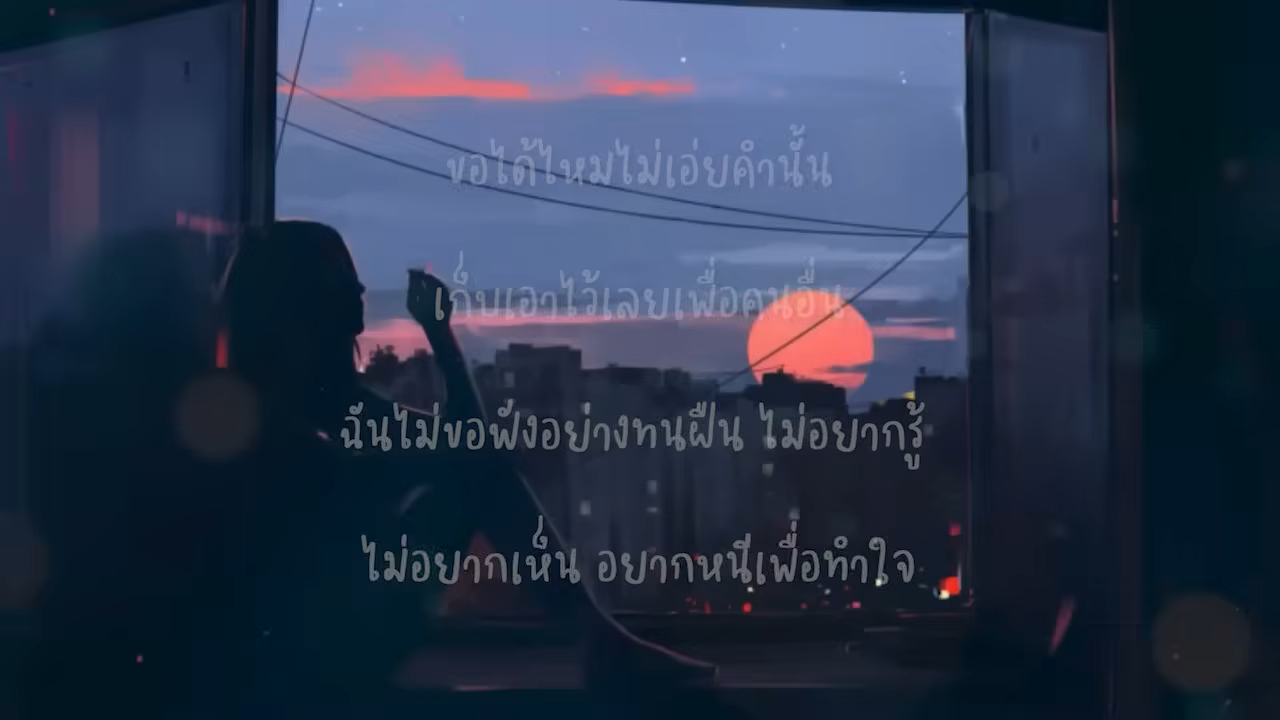 ขอได้ไหมไม่เอ่ยคำนั้น
เก็บเอาไว้เลยเพื่อคนอื่น
ฉันไม่ขอฟังอย่างทนฝืน ไม่อยากรู้
ไม่อยากเห็น อยากหนีเพื่อทำใจ